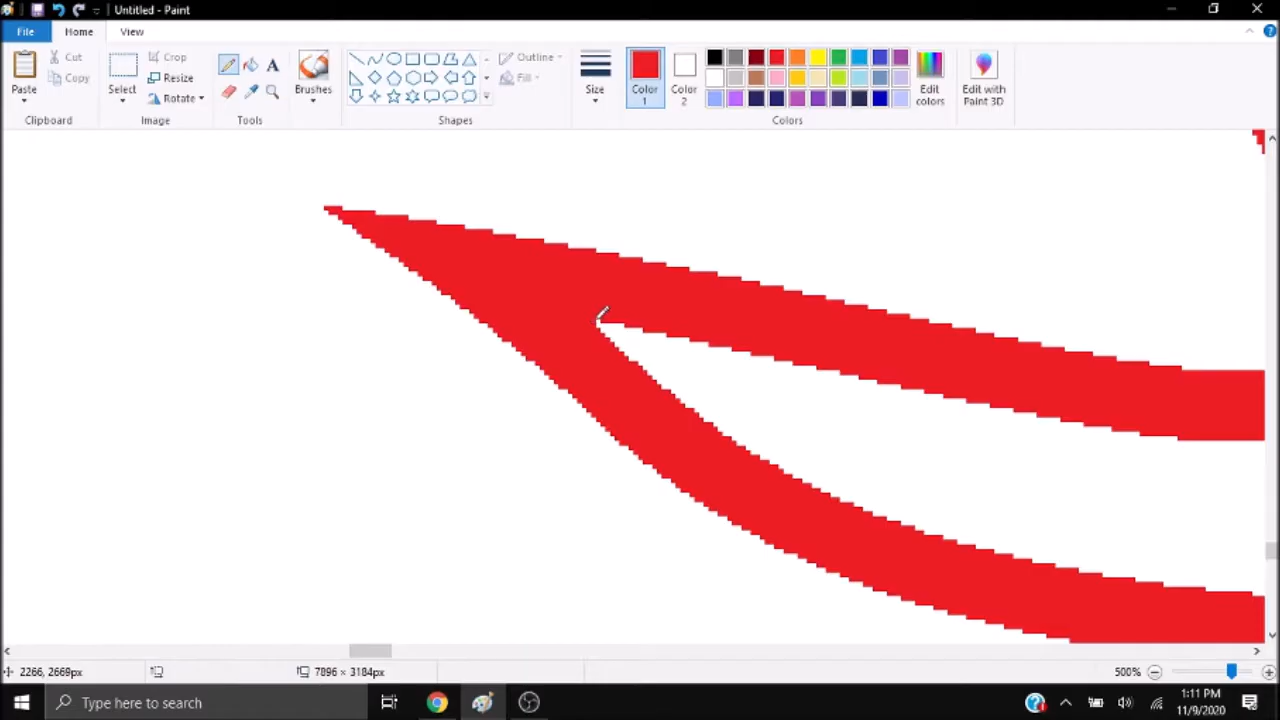 Untitled - Paint
File Home View
Paste
Cut
Copy
Clipboard
Select
Crop
Resize
Rotate
Image
Tools
Brushes
Shapes
Outline
Fill
Size
Color
1
Color
2
Colors
Edit
colors
Edit with
Paint 3D
2266, 2669px
7896 × 3184px
500%
Type here to search
1:11 PM
11/9/2020